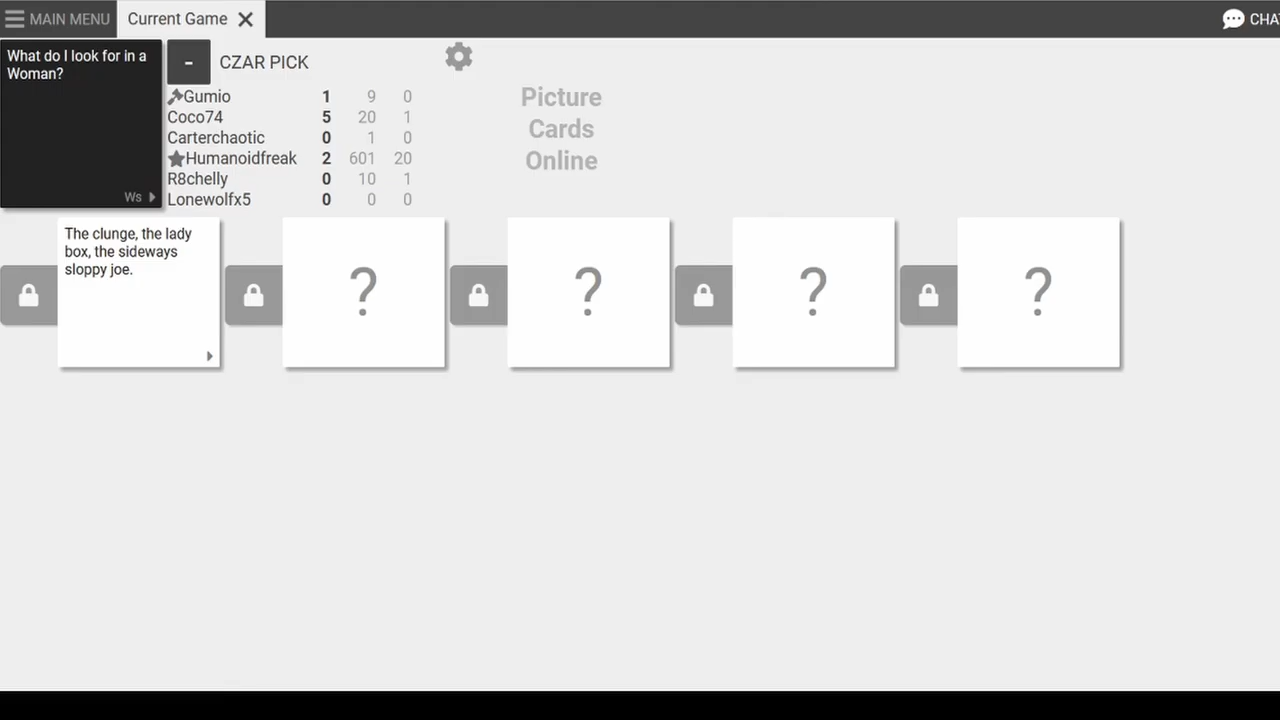 MAIN MENU
Current Game
CHA
What do I look for in a
Woman?
Ws
-
CZAR PICK
Gumio 1 9 0
Coco74 5 20 1
Carterchaotic 0 1 0
Humanoidfreak 2 601 20
R8chelly 0 10 1
Lonewolfx5 0 0 0
Picture
Cards
Online
The clunge, the lady
box, the sideways
sloppy joe.
?
?
?
?